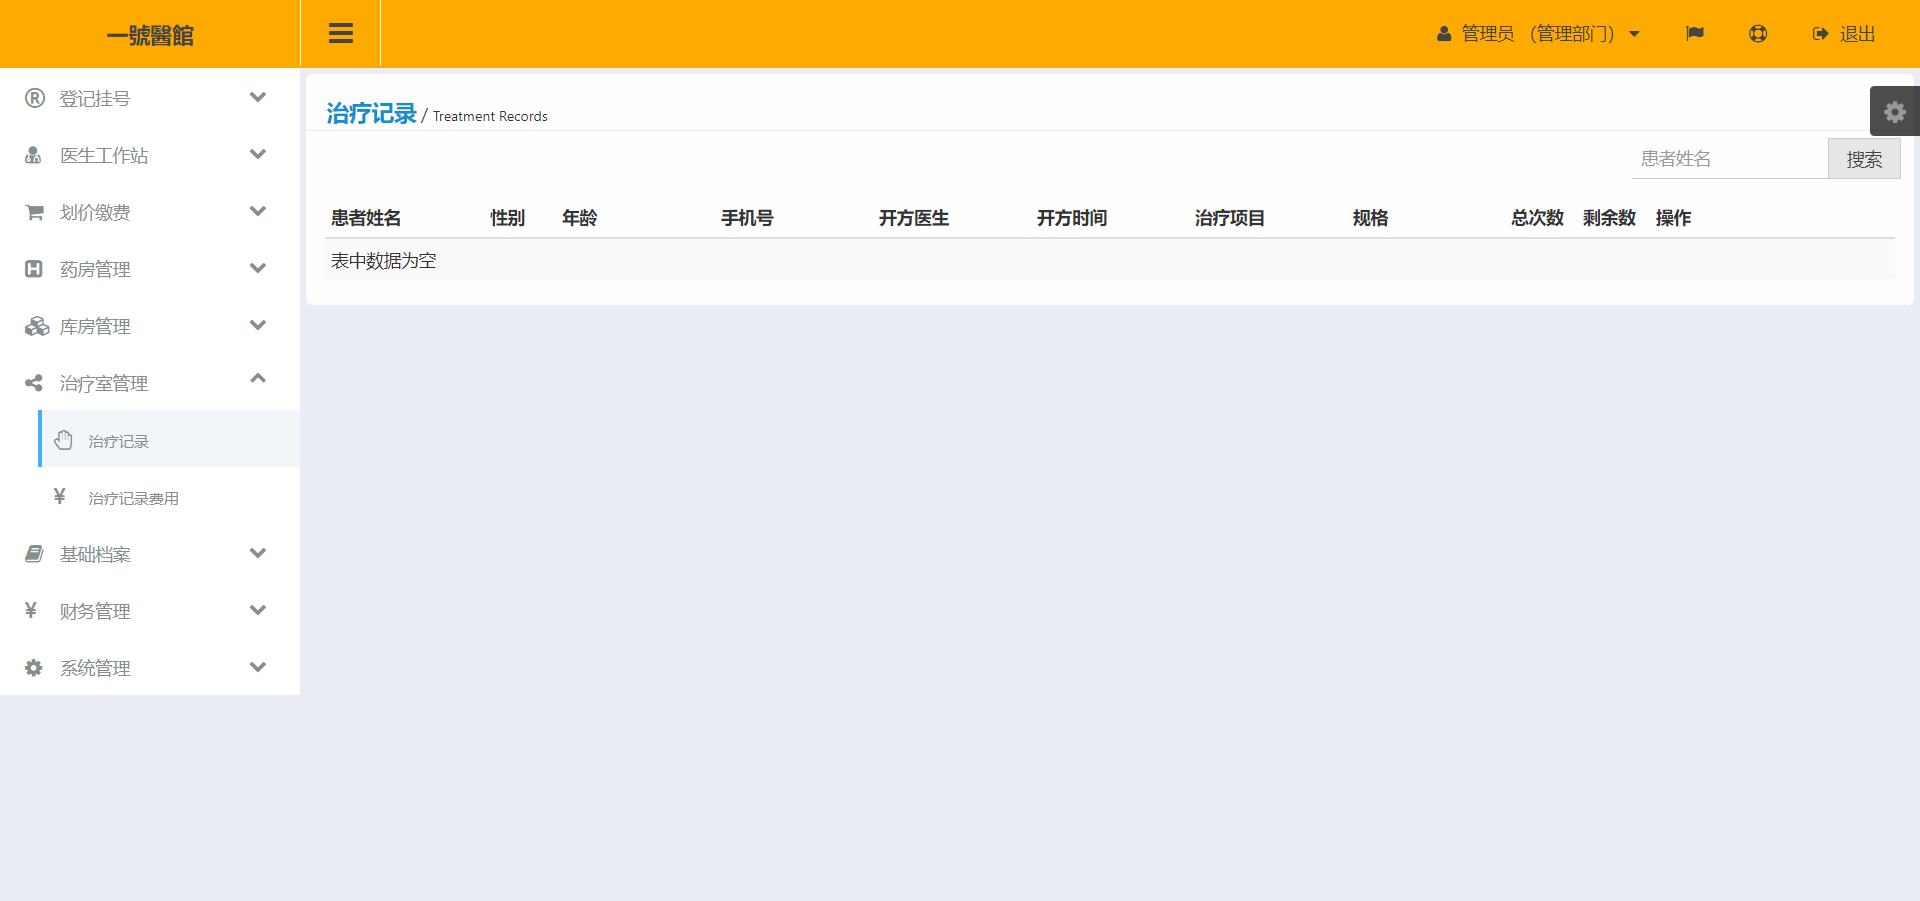 一號醫館
管理员 （管理部门）
退出
登记挂号
医生工作站
划价缴费
药房管理
库房管理
治疗室管理
治疗记录
治疗记录费用
基础档案
财务管理
系统管理
治疗记录 / Treatment Records
患者姓名 搜索
患者姓名 性别 年龄 手机号 开方医生 开方时间 治疗项目 规格 总次数 剩余数 操作
表中数据为空